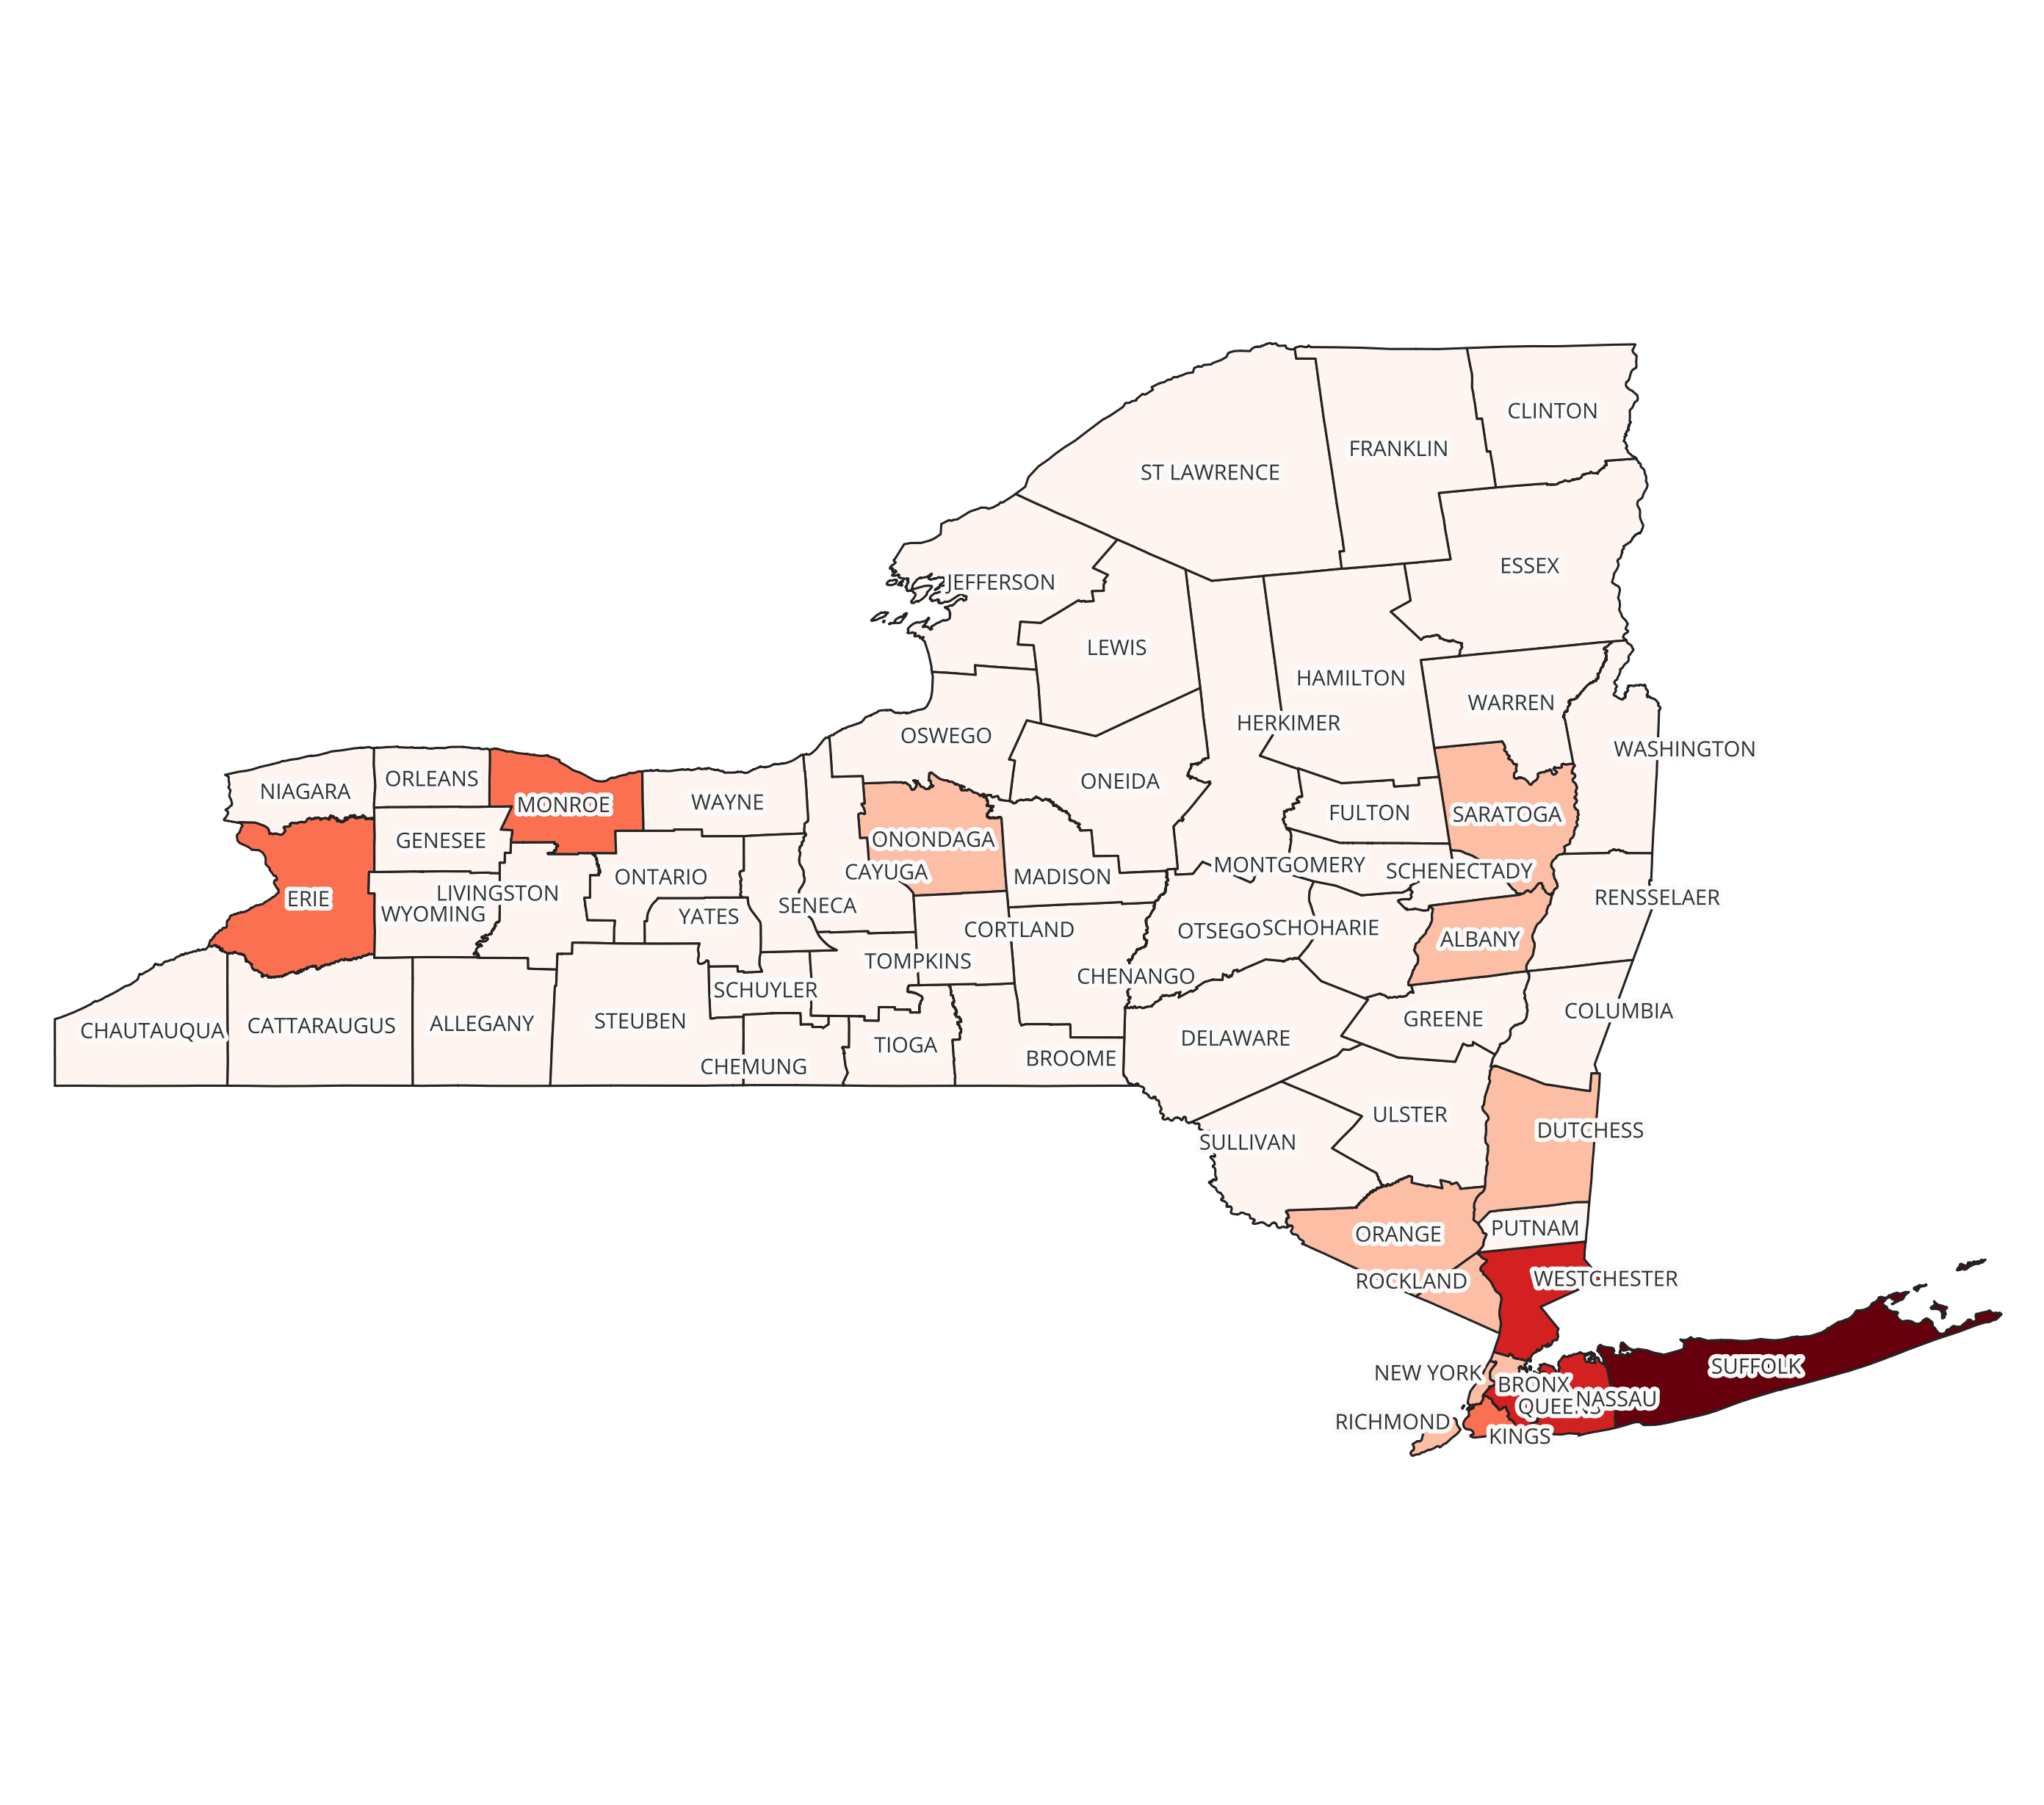 CLINTON
FRANKLIN
ST LAWRENCE
ESSEX
JEFFERSON
LEWIS
HAMILTON
WARREN
HERKIMER
OSWEGO
WASHINGTON
ORLEANS
ONEIDA
NIAGARA
WAYNE
MONROE
FULTON
SARATOGA
ONONDAGA
GENESEE
MONTGOMERY
SCHENECTADY
CAYUGA
MADISON
ONTARIO
LIVINGSTON
RENSSELAER
ERIE
SENECA
WYOMING
YATES
SCHOHARIE
CORTLAND
OTSEGO
ALBANY
TOMPKINS
CHENANGO
SCHUYLER
COLUMBIA
GREENE
STEUBEN
ALLEGANY
CATTARAUGUS
CHAUTAUQUA
DELAWARE
TIOGA
BROOME
CHEMUNG
ULSTER
DUTCHESS
SULLIVAN
PUTNAM
ORANGE
WESTCHESTER
ROCKLAND
SUFFOLK
NEW YORK
BRONX
NASSAU
QUEENS
RICHMOND
KINGS